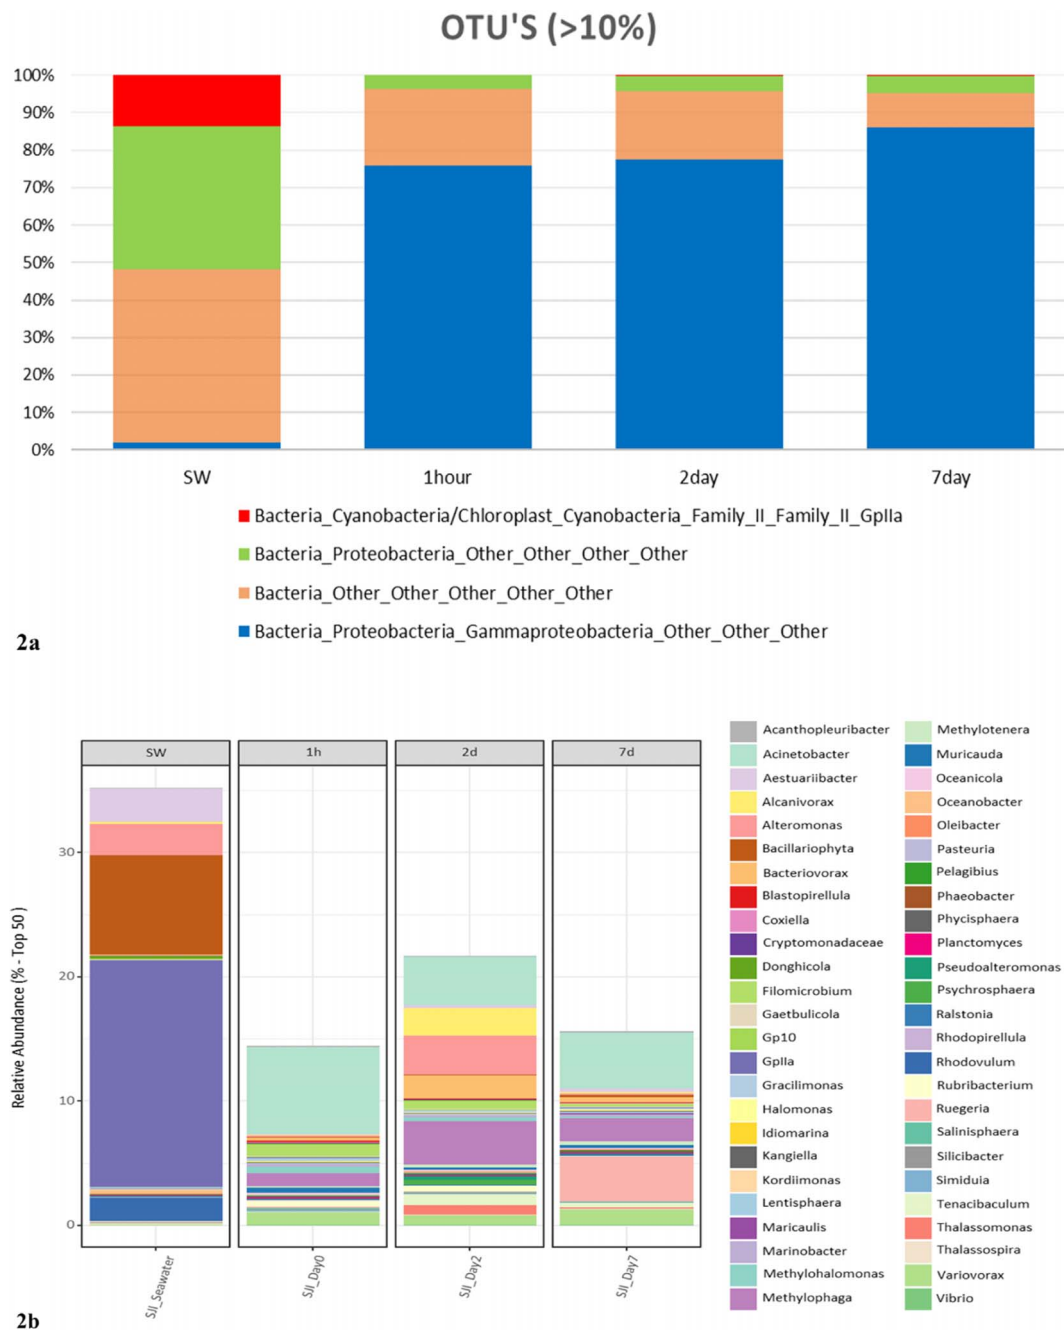 OTU'S (>10%)
100%
90%
80%
70%
60%
50%
40%
30%
20%
10%
0%
SW
1hour
2day
7day
Bacteria_Cyanobacteria/Chloroplast_Cyanobacteria_Family_II_Family_II_GpIIa
Bacteria_Proteobacteria_Other_Other_Other_Other
Bacteria_Other_Other_Other_Other_Other
Bacteria_Proteobacteria_Gammaproteobacteria_Other_Other_Other
2a
SW
1h
2d
7d
Relative Abundance (% - Top 50)
30
20
10
0
SJI_Seawater
SJI_Day0
SJI_Day2
SJI_Day7
Acanthopleuribacter
Acinetobacter
Aestuariibacter
Alcanivorax
Alteromonas
Bacillariophyta
Bacteriovorax
Blastopirellula
Coxiella
Cryptomonadaceae
Donghicola
Filomicrobium
Gaetbulicola
Gp10
GpIIa
Gracilimonas
Halomonas
Idiomarina
Kangiella
Kordiimonas
Lentisphaera
Maricaulis
Marinobacter
Methylohalomonas
Methylophaga
Methylotenera
Muricauda
Oceanicola
Oceanobacter
Oleibacter
Pasteuria
Pelagibius
Phaeobacter
Phycisphaera
Planctomyces
Pseudoalteromonas
Psychrosphaera
Ralstonia
Rhodopirellula
Rhodovulum
Rubribacterium
Ruegeria
Salinisphaera
Silicibacter
Simiduia
Tenacibaculum
Thalassomonas
Thalassospira
Variovorax
Vibrio
2b